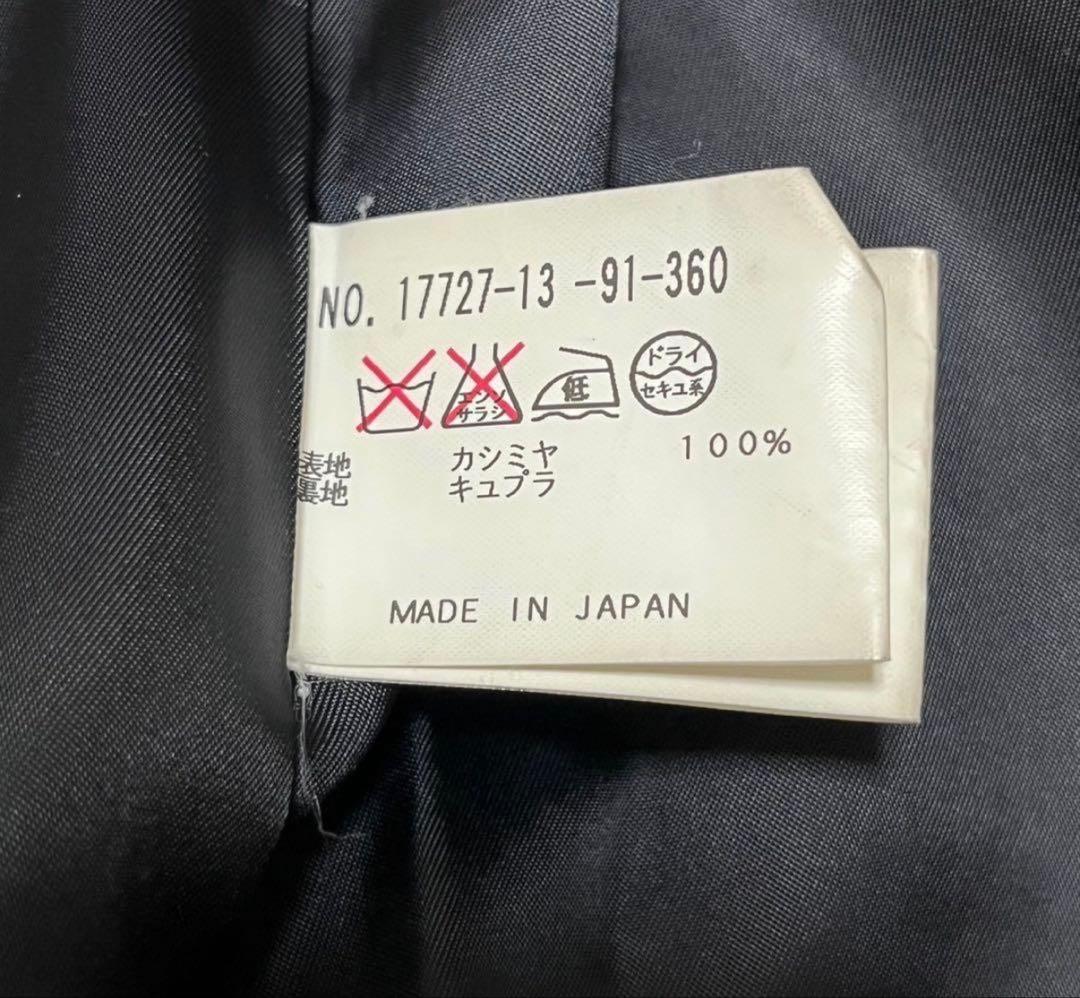 NO. 17727-13 -91-360
ドライ
エンソ
サラシ
低
セキユ系
表地 カシミヤ 100%
裏地 キュプラ
MADE IN JAPAN